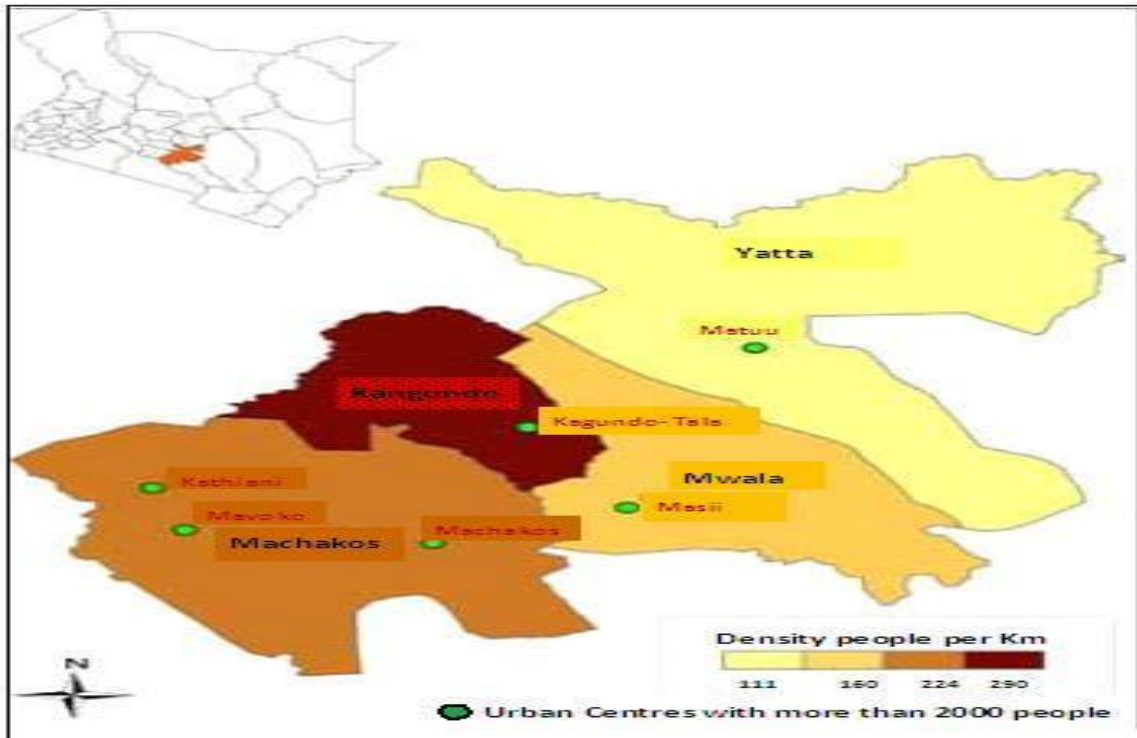 Yatta
Matuu
Kangundo
Kagundo-Tala
Kathiani
Mwala
Masii
Mavoko
Machakos
Machakos
Density people per Km
111 160 224 290
N
Urban Centres with more than 2000 people